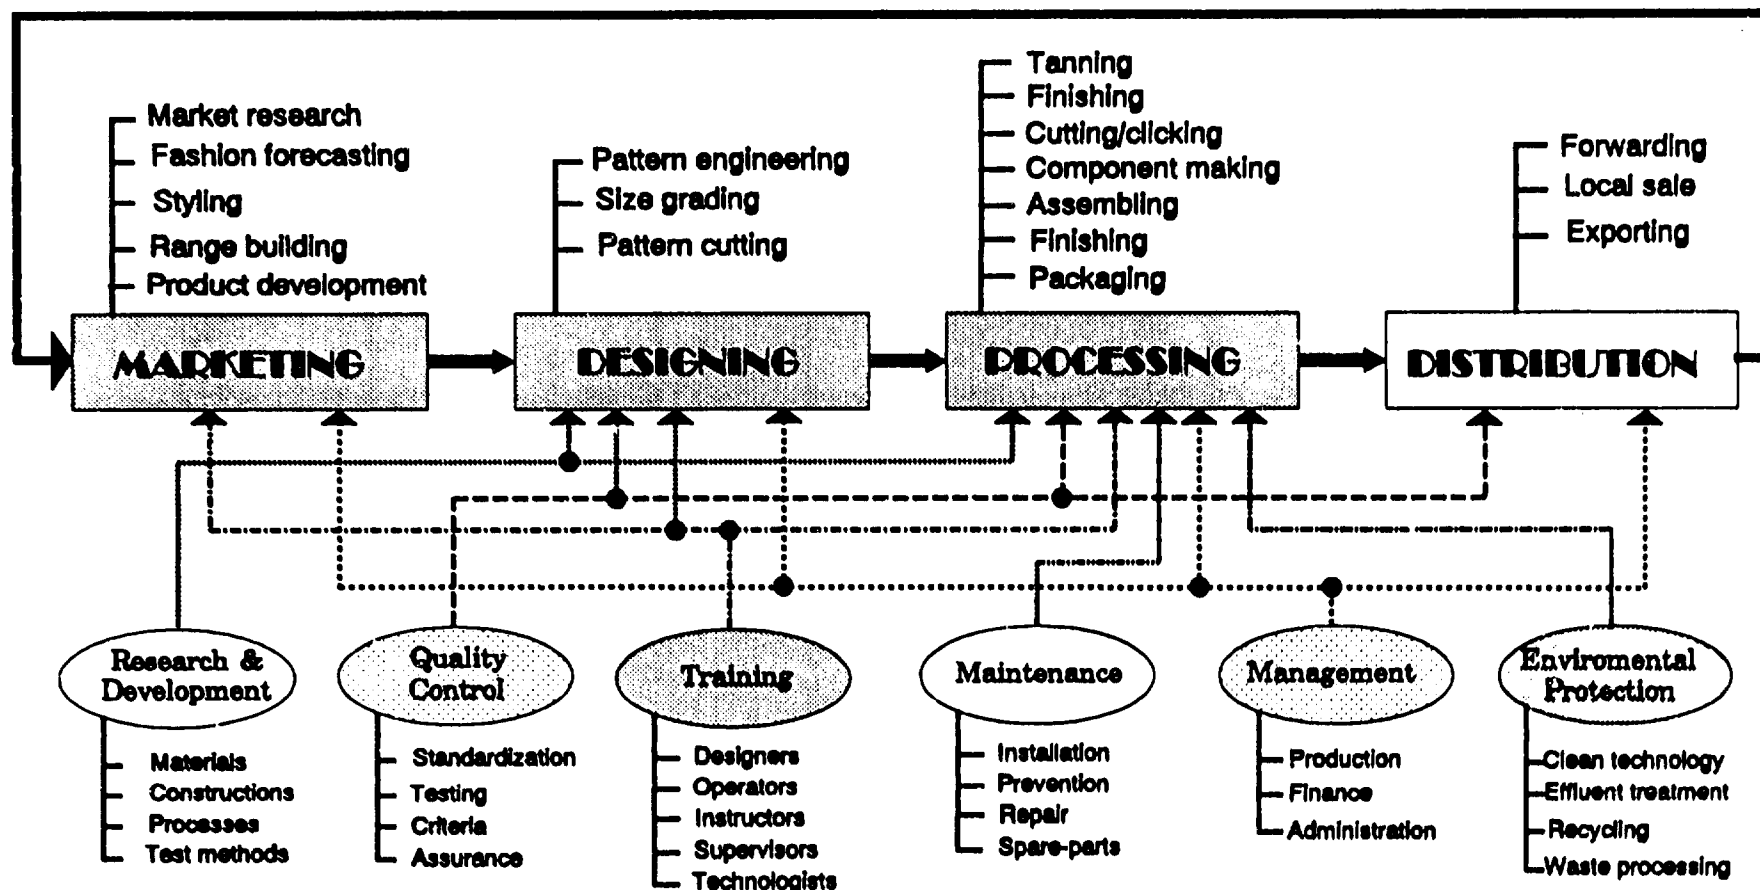 Market research
Fashion forecasting
Styling
Range building
Product development
Pattern engineering
Size grading
Pattern cutting
Tanning
Finishing
Cutting/clicking
Component making
Assembling
Finishing
Packaging
Forwarding
Local sale
Exporting
MARKETING
DESIGNING
PROCESSING
DISTRIBUTION
Research &
Development
Quality
Control
Training
Maintenance
Management
Enviromental
Protection
Materials
Constructions
Processes
Test methods
Standardization
Testing
Criteria
Assurance
Designers
Operators
Instructors
Supervisors
Technologists
Installation
Prevention
Repair
Spare-parts
Production
Finance
Administration
Clean technology
Effluent treatment
Recycling
Waste processing